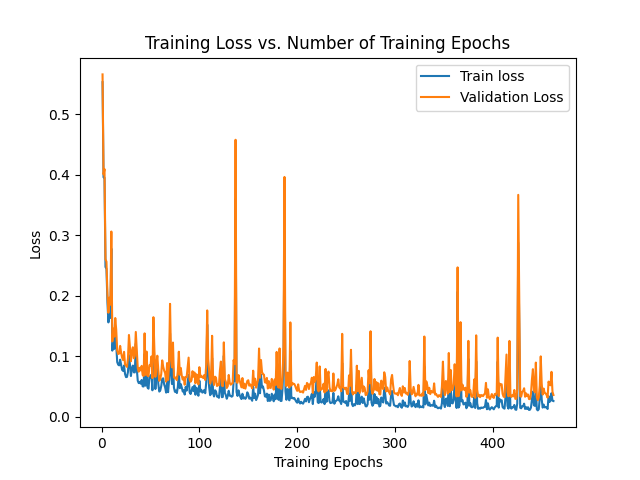 Training Loss vs. Number of Training Epochs
Train loss
Validation Loss
Loss
0.5
0.4
0.3
0.2
0.1
0.0
0 100 200 300 400
Training Epochs